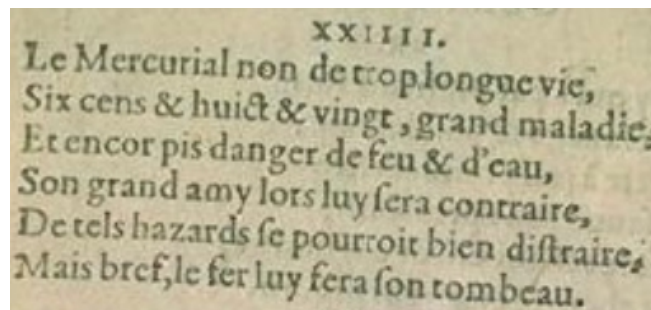 XXIIII.
Le Mercurial non de trop longue vie,
Six cens & huict & vingt, grand maladie,
Et encor pis danger de feu & d'eau,
Son grand amy lors luy ſera contraire,
De tels hazards ſe pourroit bien diſtraire,
Mais bref, le fer luy fera ſon tombeau.